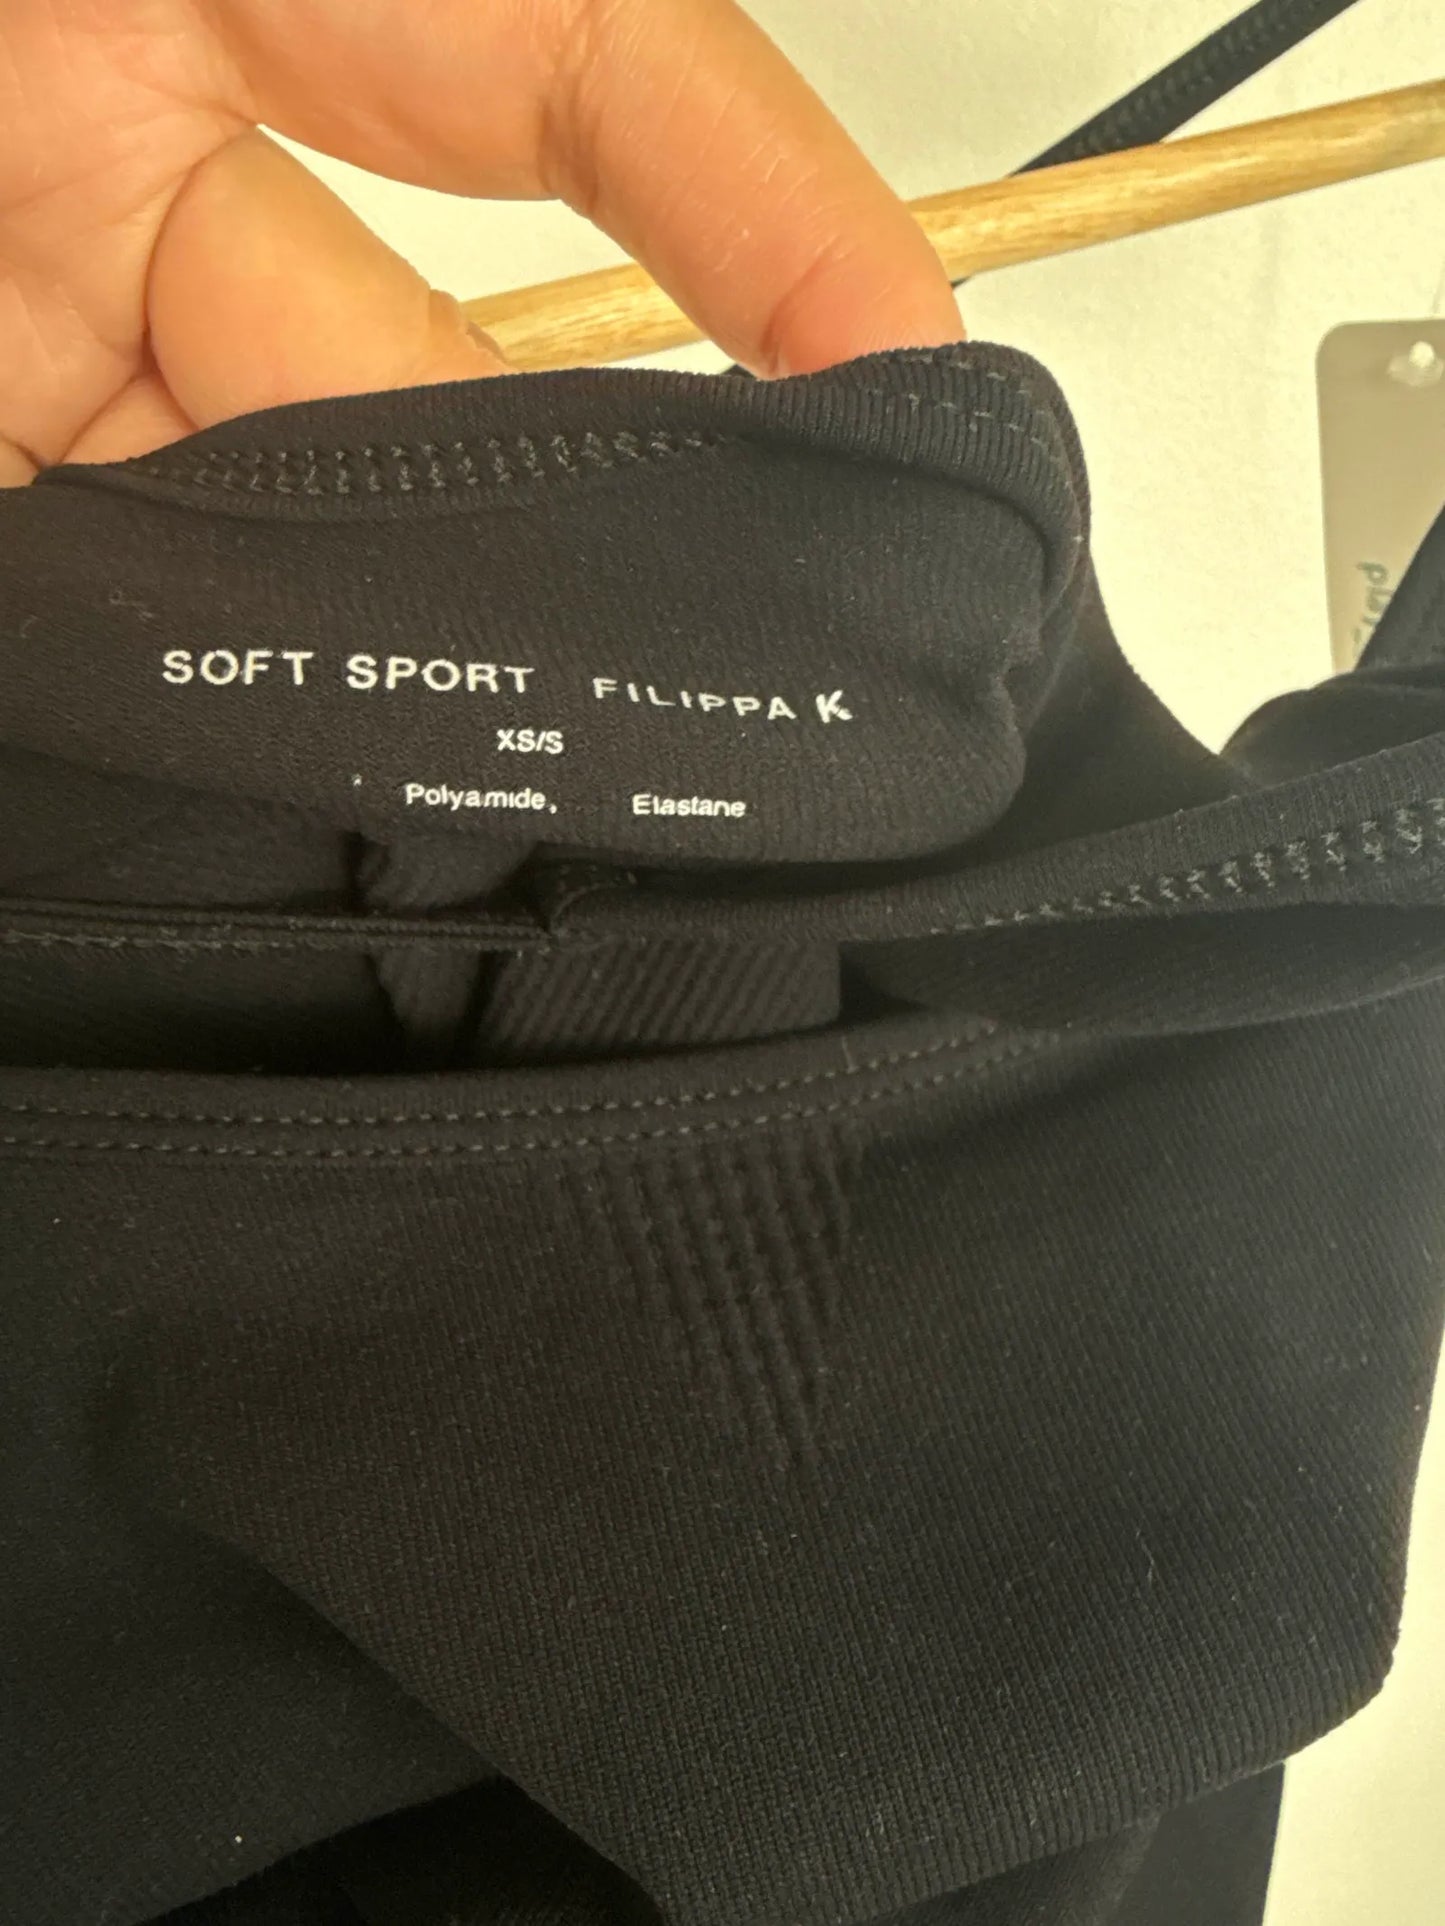 SOFT SPORT FILIPPA K
XS/S
Polyamide, Elastane